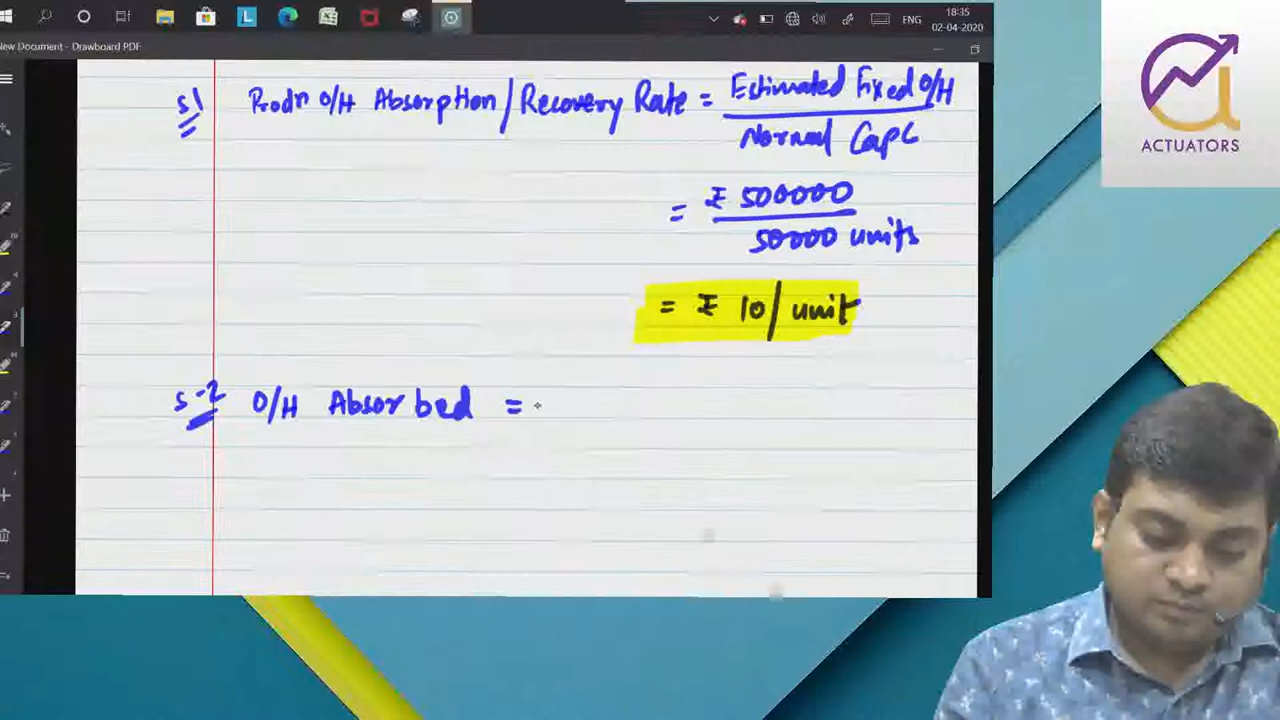 18:35
ENG
02-04-2020
New Document - Drawboard PDF
S1 Prodn O/H Absorption/Recovery Rate = Estimated Fixed O/H
Normal Capc
= ₹ 500000
50000 units
= ₹ 10/unit
S-2 O/H Absorbed =
ACTUATORS